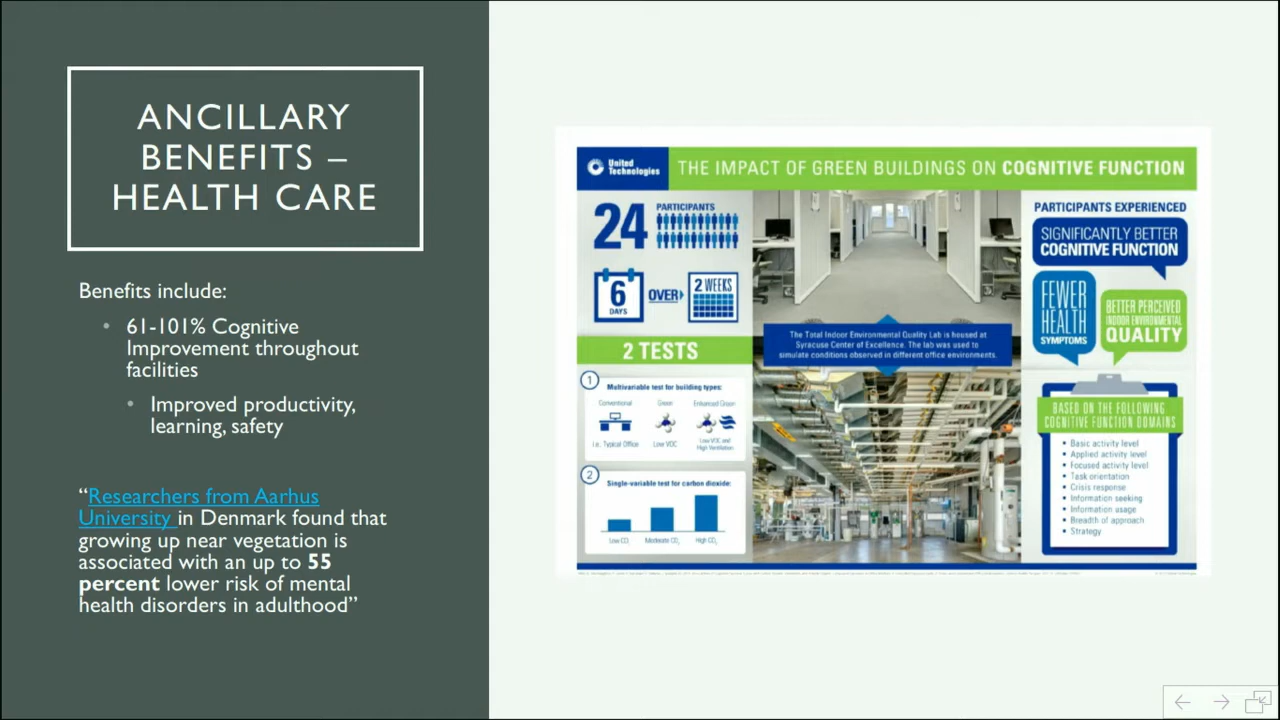 ANCILLARY
BENEFITS –
HEALTH CARE
Benefits include:
• 61-101% Cognitive
Improvement throughout
facilities
• Improved productivity,
learning, safety
“Researchers from Aarhus
University in Denmark found that
growing up near vegetation is
associated with an up to 55
percent lower risk of mental
health disorders in adulthood”
United
Technologies
THE IMPACT OF GREEN BUILDINGS ON COGNITIVE FUNCTION
24
PARTICIPANTS
6
DAYS
OVER
2 WEEKS
2 TESTS
1
Multivariable test for building types:
Conventional
Green
Enhanced Green
i.e. Typical Office
Low VOC
Low VOC and
High Ventilation
2
Single-variable test for carbon dioxide:
Low CO
Moderate CO₂
High CO₂
The Total Indoor Environmental Quality Lab is housed at
Syracuse Center of Excellence. The lab was used to
simulate conditions observed in different office environments.
PARTICIPANTS EXPERIENCED
SIGNIFICANTLY BETTER
COGNITIVE FUNCTION
FEWER
HEALTH
SYMPTOMS
BETTER PERCEIVED
INDOOR ENVIRONMENTAL
QUALITY
BASED ON THE FOLLOWING
COGNITIVE FUNCTION DOMAINS
• Basic activity level
• Applied activity level
• Focused activity level
• Task orientation
• Crisis response
• Information seeking
• Information usage
• Breadth of approach
• Strategy